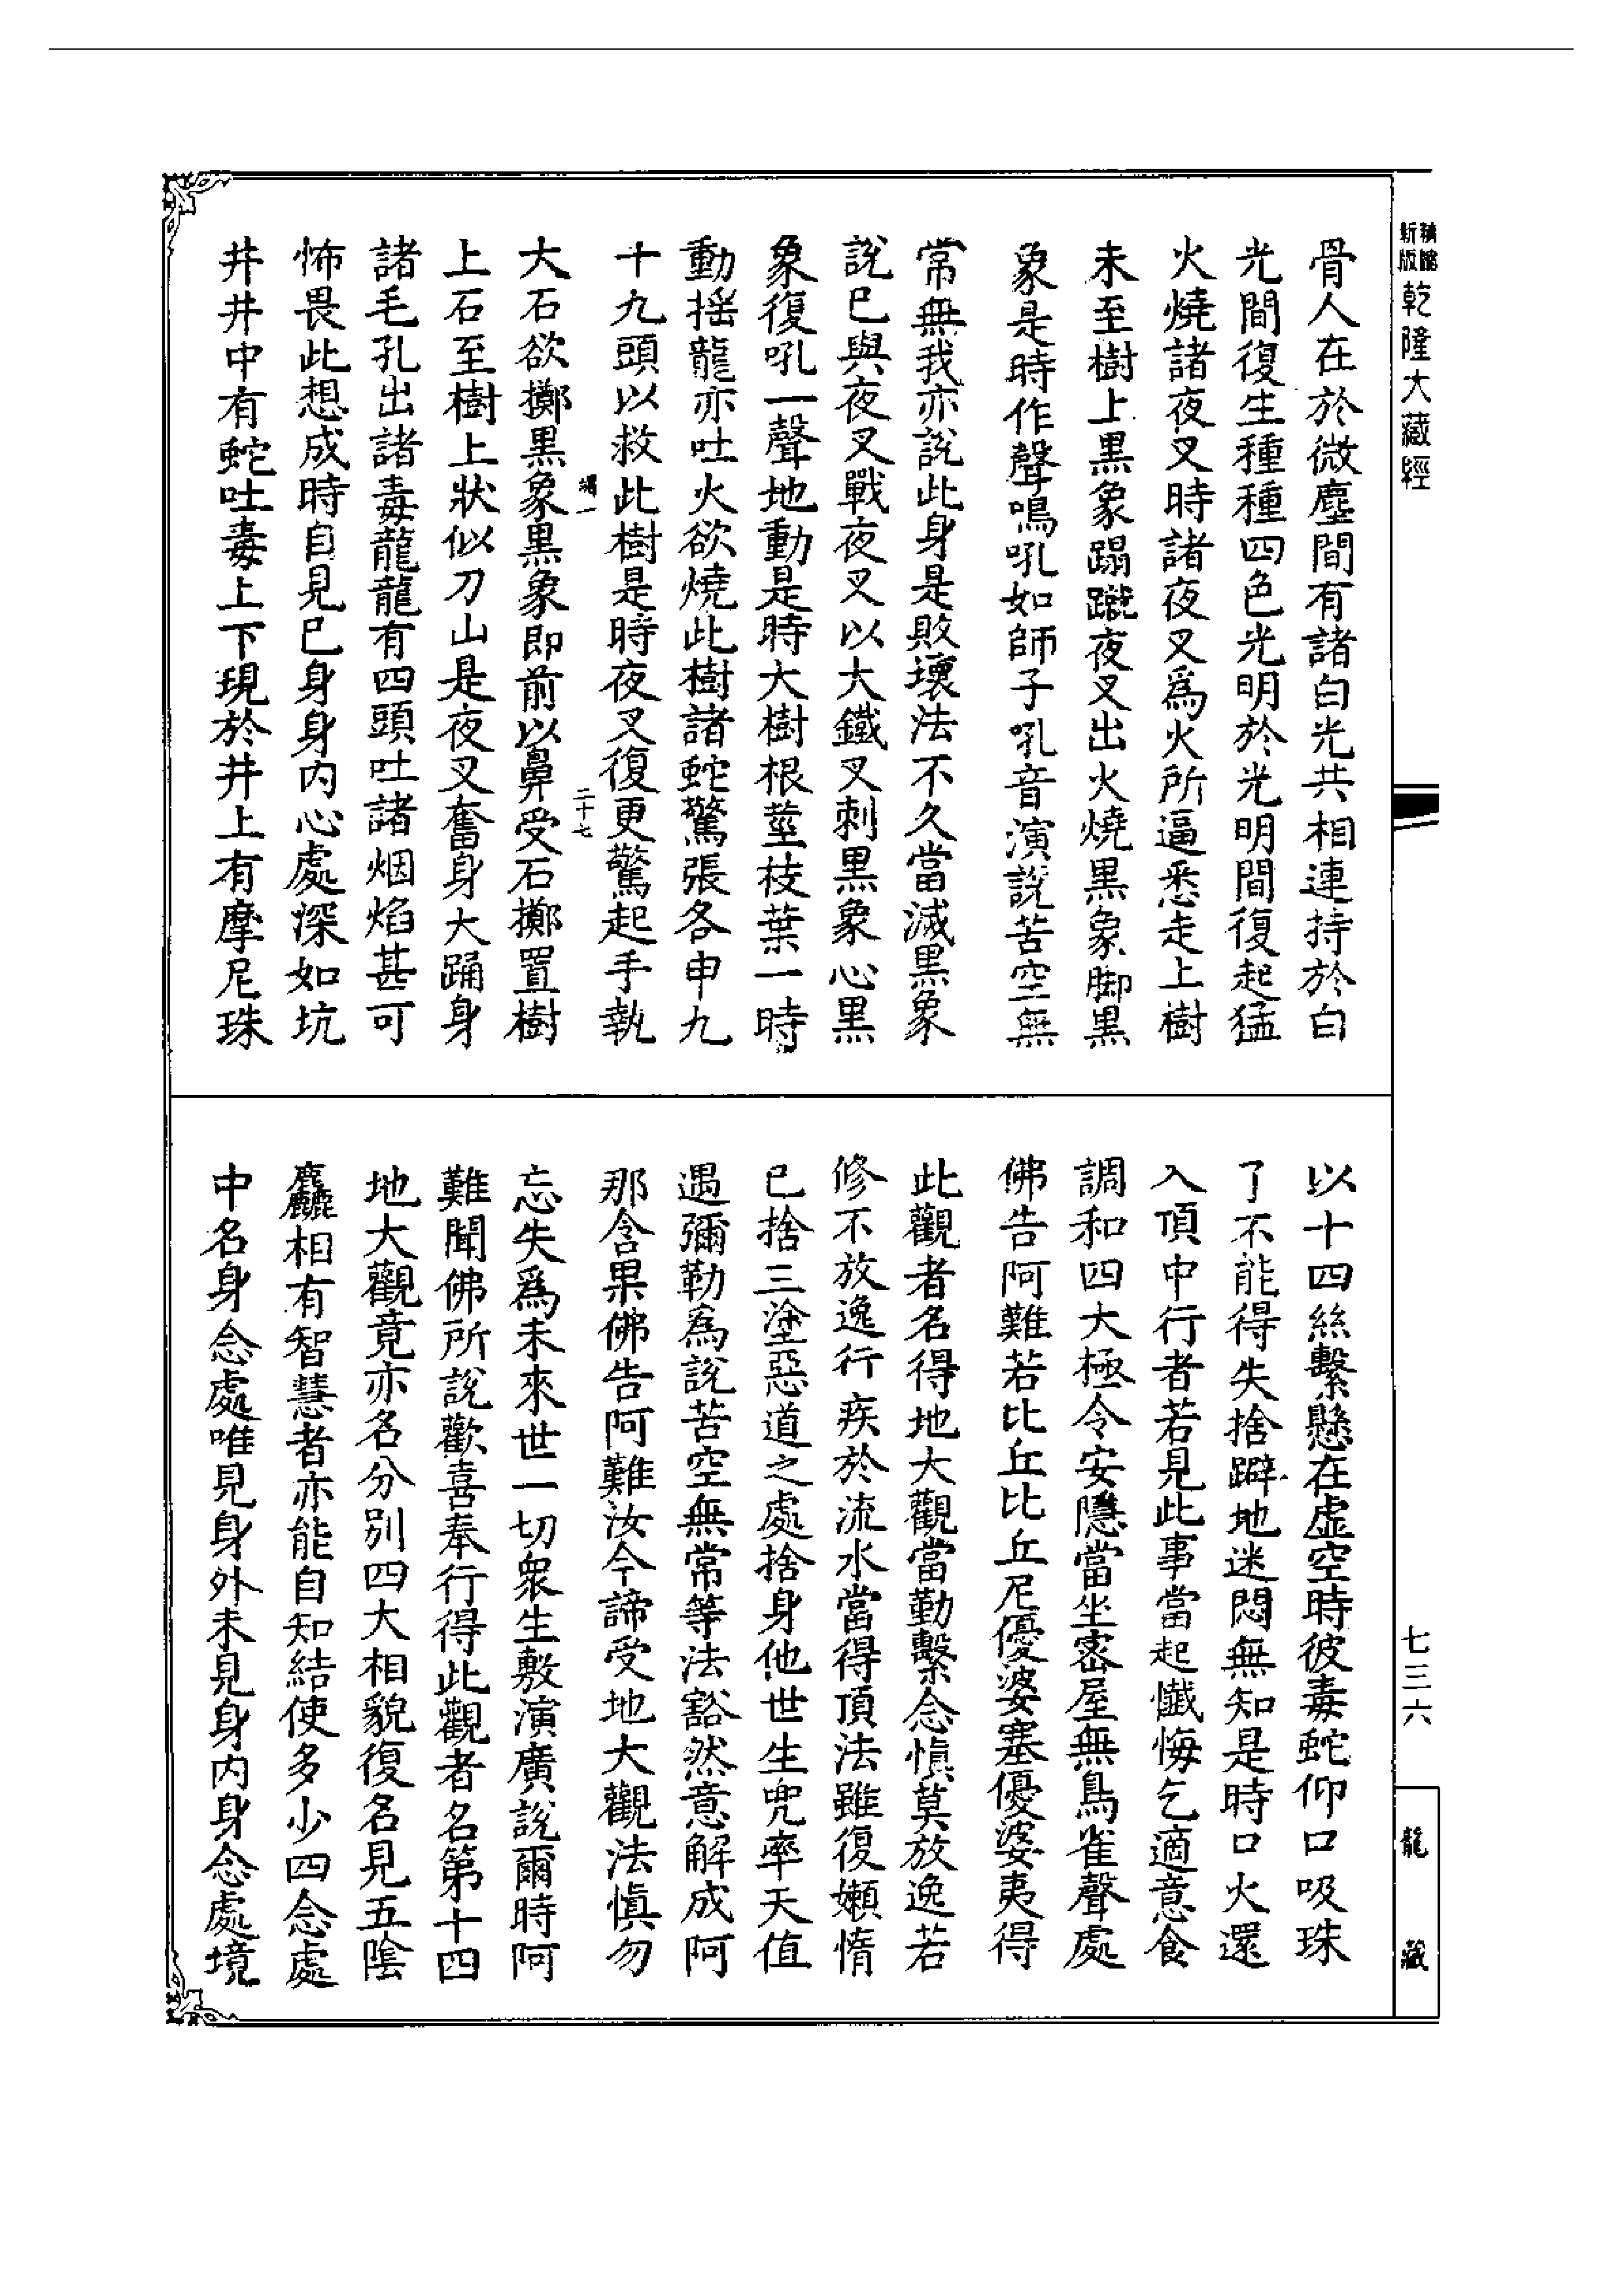 新版
乾隆大藏經
骨人在於微塵間有諸白光共相連持於白
光間復生種種四色光明於光明間復起猛
火燒諸夜叉時諸夜叉爲火所逼悉走上樹
未至樹上黑象蹋蹴夜叉出火燒黑象脚黑
象是時作聲鳴吼如師子吼音演說苦空無
常無我亦說此身是敗壞法不久當滅黑象
說已與夜叉戰夜叉以大鐵叉刺黑象心黑
象復吼一聲地動是時大樹根莖枝葉一時
動搖龍亦吐火欲燒此樹諸蛇驚張各申九
十九頭以救此樹是時夜叉復更驚起手執
二十七
大石欲擲黑象黑象即前以鼻受石擲置樹
上石至樹上狀似刀山是夜叉奮身大踊身
諸毛孔出諸毒龍龍有四頭吐諸烟焰甚可
怖畏此想成時自見已身身內心處深如坑
井井中有蛇吐毒上下現於井上有摩尼珠
以十四絲繫懸在虛空時彼毒蛇仰口吸珠
了不能得失捨躃地迷悶無知是時口火還
入頂中行者若見此事當起懺悔乞適意食
調和四大極令安隱當坐密屋無鳥雀聲處
佛告阿難若比丘比丘尼優婆塞優婆夷得
此觀者名得地大觀當勤繫念慎莫放逸若
修不放逸行疾於流水當得頂法雖復嬾惰
已捨三塗惡道之處捨身他世生兜率天值
遇彌勒爲說苦空無常等法豁然意解成阿
那含果佛告阿難汝今諦受地大觀法慎勿
忘失爲未來世一切眾生敷演廣說爾時阿
難聞佛所說歡喜奉行得此觀者名第十四
地大觀竟亦名分別四大相貌復名見五陰
麤相有智慧者亦能自知結使多少四念處
中名身念處唯見身外未見身內身念處境
七三六
龍藏